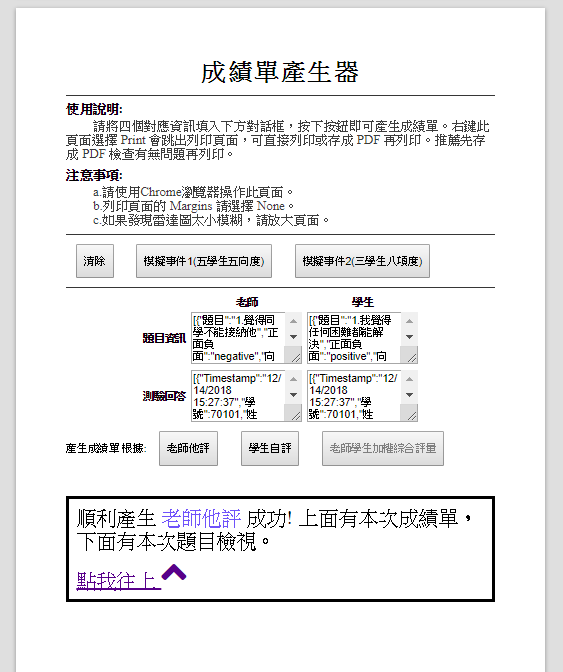 成績單產生器
使用說明:
請將四個對應資訊填入下方對話框，按下按鈕即可產生成績單。右鍵此
頁面選擇 Print 會跳出列印頁面，可直接列印或存成 PDF 再列印。推薦先存
成 PDF 檢查有無問題再列印。
注意事項:
a.請使用Chrome瀏覽器操作此頁面。
b.列印頁面的 Margins 請選擇 None。
c.如果發現雷達圖太小模糊，請放大頁面。
清除 模擬事件1(五學生五向度) 模擬事件2(三學生八項度)
老師 學生
題目資訊
[{"題目":"1.覺得同
學不能接納他","正
面負
面":"negative","向
[{"題目":"1.我覺得
任何困難都能解
決","正面負
面":"positive","向
測驗回答
[{"Timestamp":"12/
14/2018
15:27:37","學
號":70101,"姓
[{"Timestamp":"12/
14/2018
15:27:37","學
號":70101,"姓
產生成績單根據: 老師他評 學生自評 老師學生加權綜合評量
順利產生 老師他評 成功! 上面有本次成績單，
下面有本次題目檢視。
點我往上